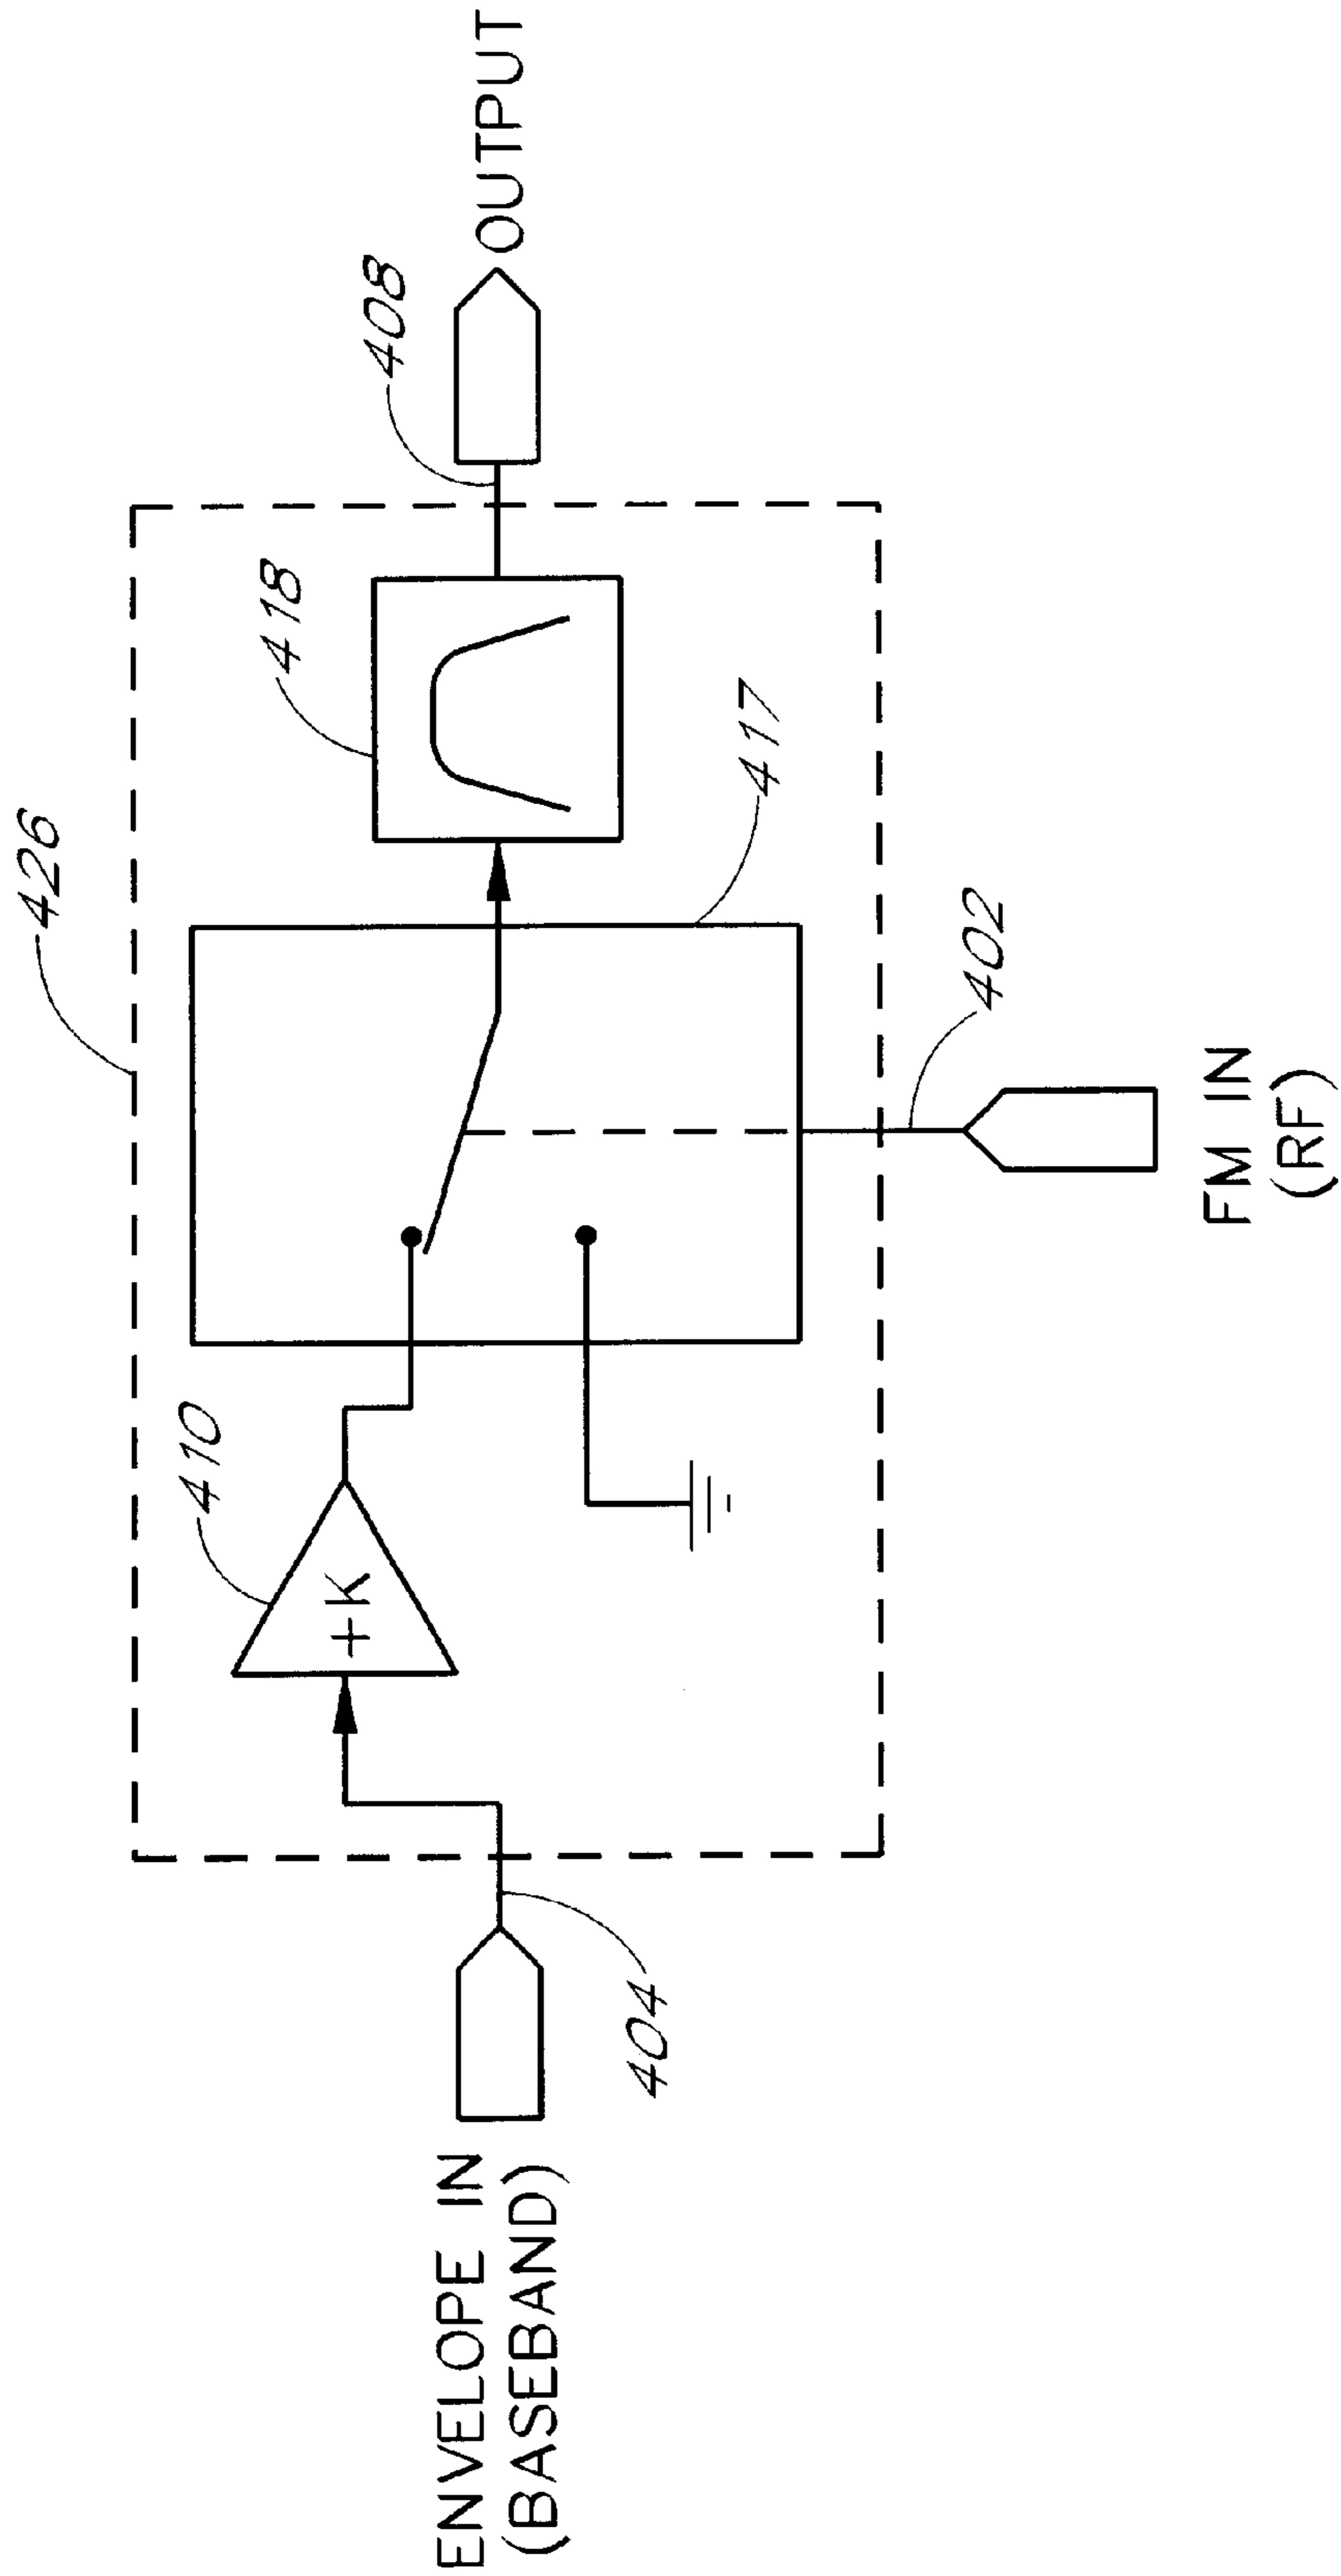 426
410
418
408
+K
OUTPUT
417
ENVELOPE IN
(BASEBAND)
404
402
FM IN
(RF)